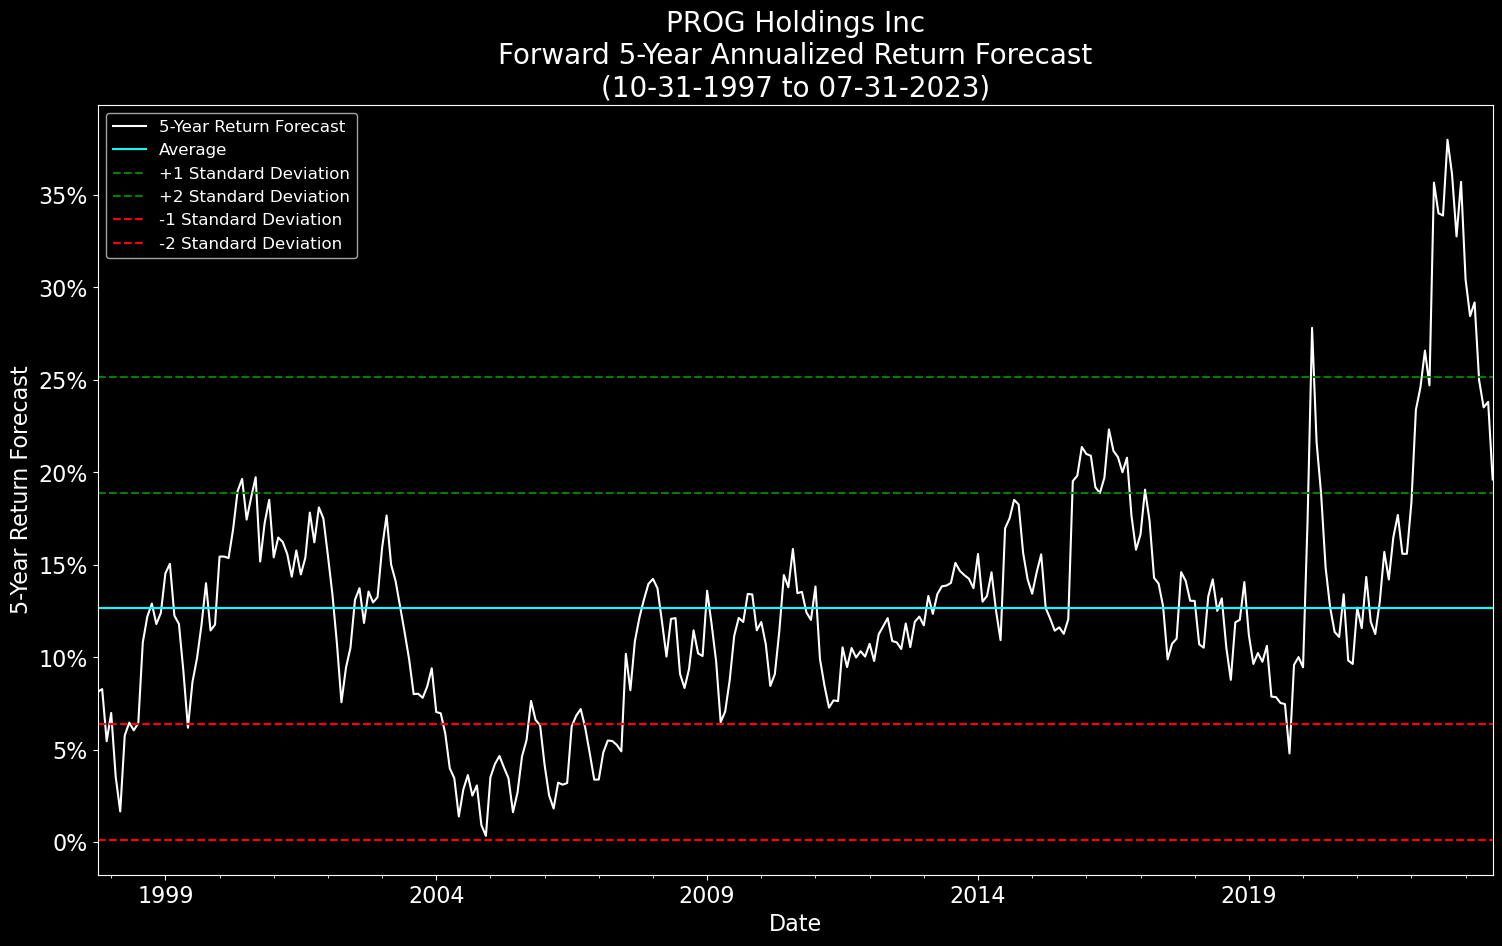 PROG Holdings Inc
Forward 5-Year Annualized Return Forecast
(10-31-1997 to 07-31-2023)
5-Year Return Forecast
Average
+1 Standard Deviation
+2 Standard Deviation
-1 Standard Deviation
-2 Standard Deviation
5-Year Return Forecast
35%
30%
25%
20%
15%
10%
5%
0%
1999 2004 2009 2014 2019
Date